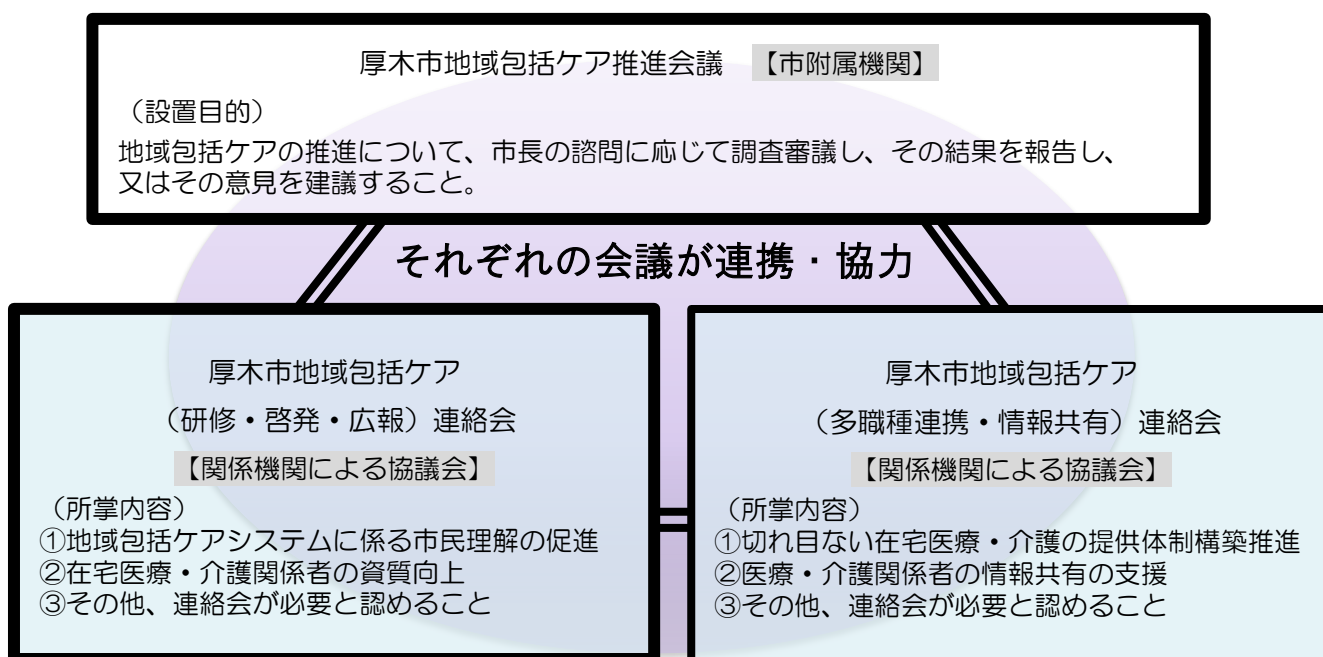 厚木市地域包括ケア推進会議　【市附属機関】
（設置目的）
地域包括ケアの推進について、市長の諮問に応じて調査審議し、その結果を報告し、
又はその意見を建議すること。
それぞれの会議が連携・協力
厚木市地域包括ケア
（研修・啓発・広報）連絡会
【関係機関による協議会】
（所掌内容）
①地域包括ケアシステムに係る市民理解の促進
②在宅医療・介護関係者の資質向上
③その他、連絡会が必要と認めること
厚木市地域包括ケア
（多職種連携・情報共有）連絡会
【関係機関による協議会】
（所掌内容）
①切れ目ない在宅医療・介護の提供体制構築推進
②医療・介護関係者の情報共有の支援
③その他、連絡会が必要と認めること